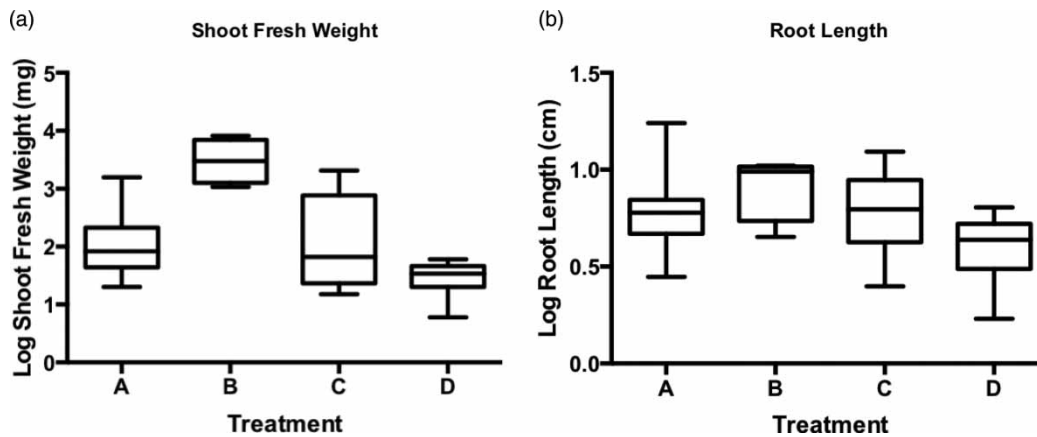 (a)
Shoot Fresh Weight
Log Shoot Fresh Weight (mg)
5
4
3
2
1
0
A B C D
Treatment
(b)
Root Length
Log Root Length (cm)
1.5
1.0
0.5
0.0
A B C D
Treatment